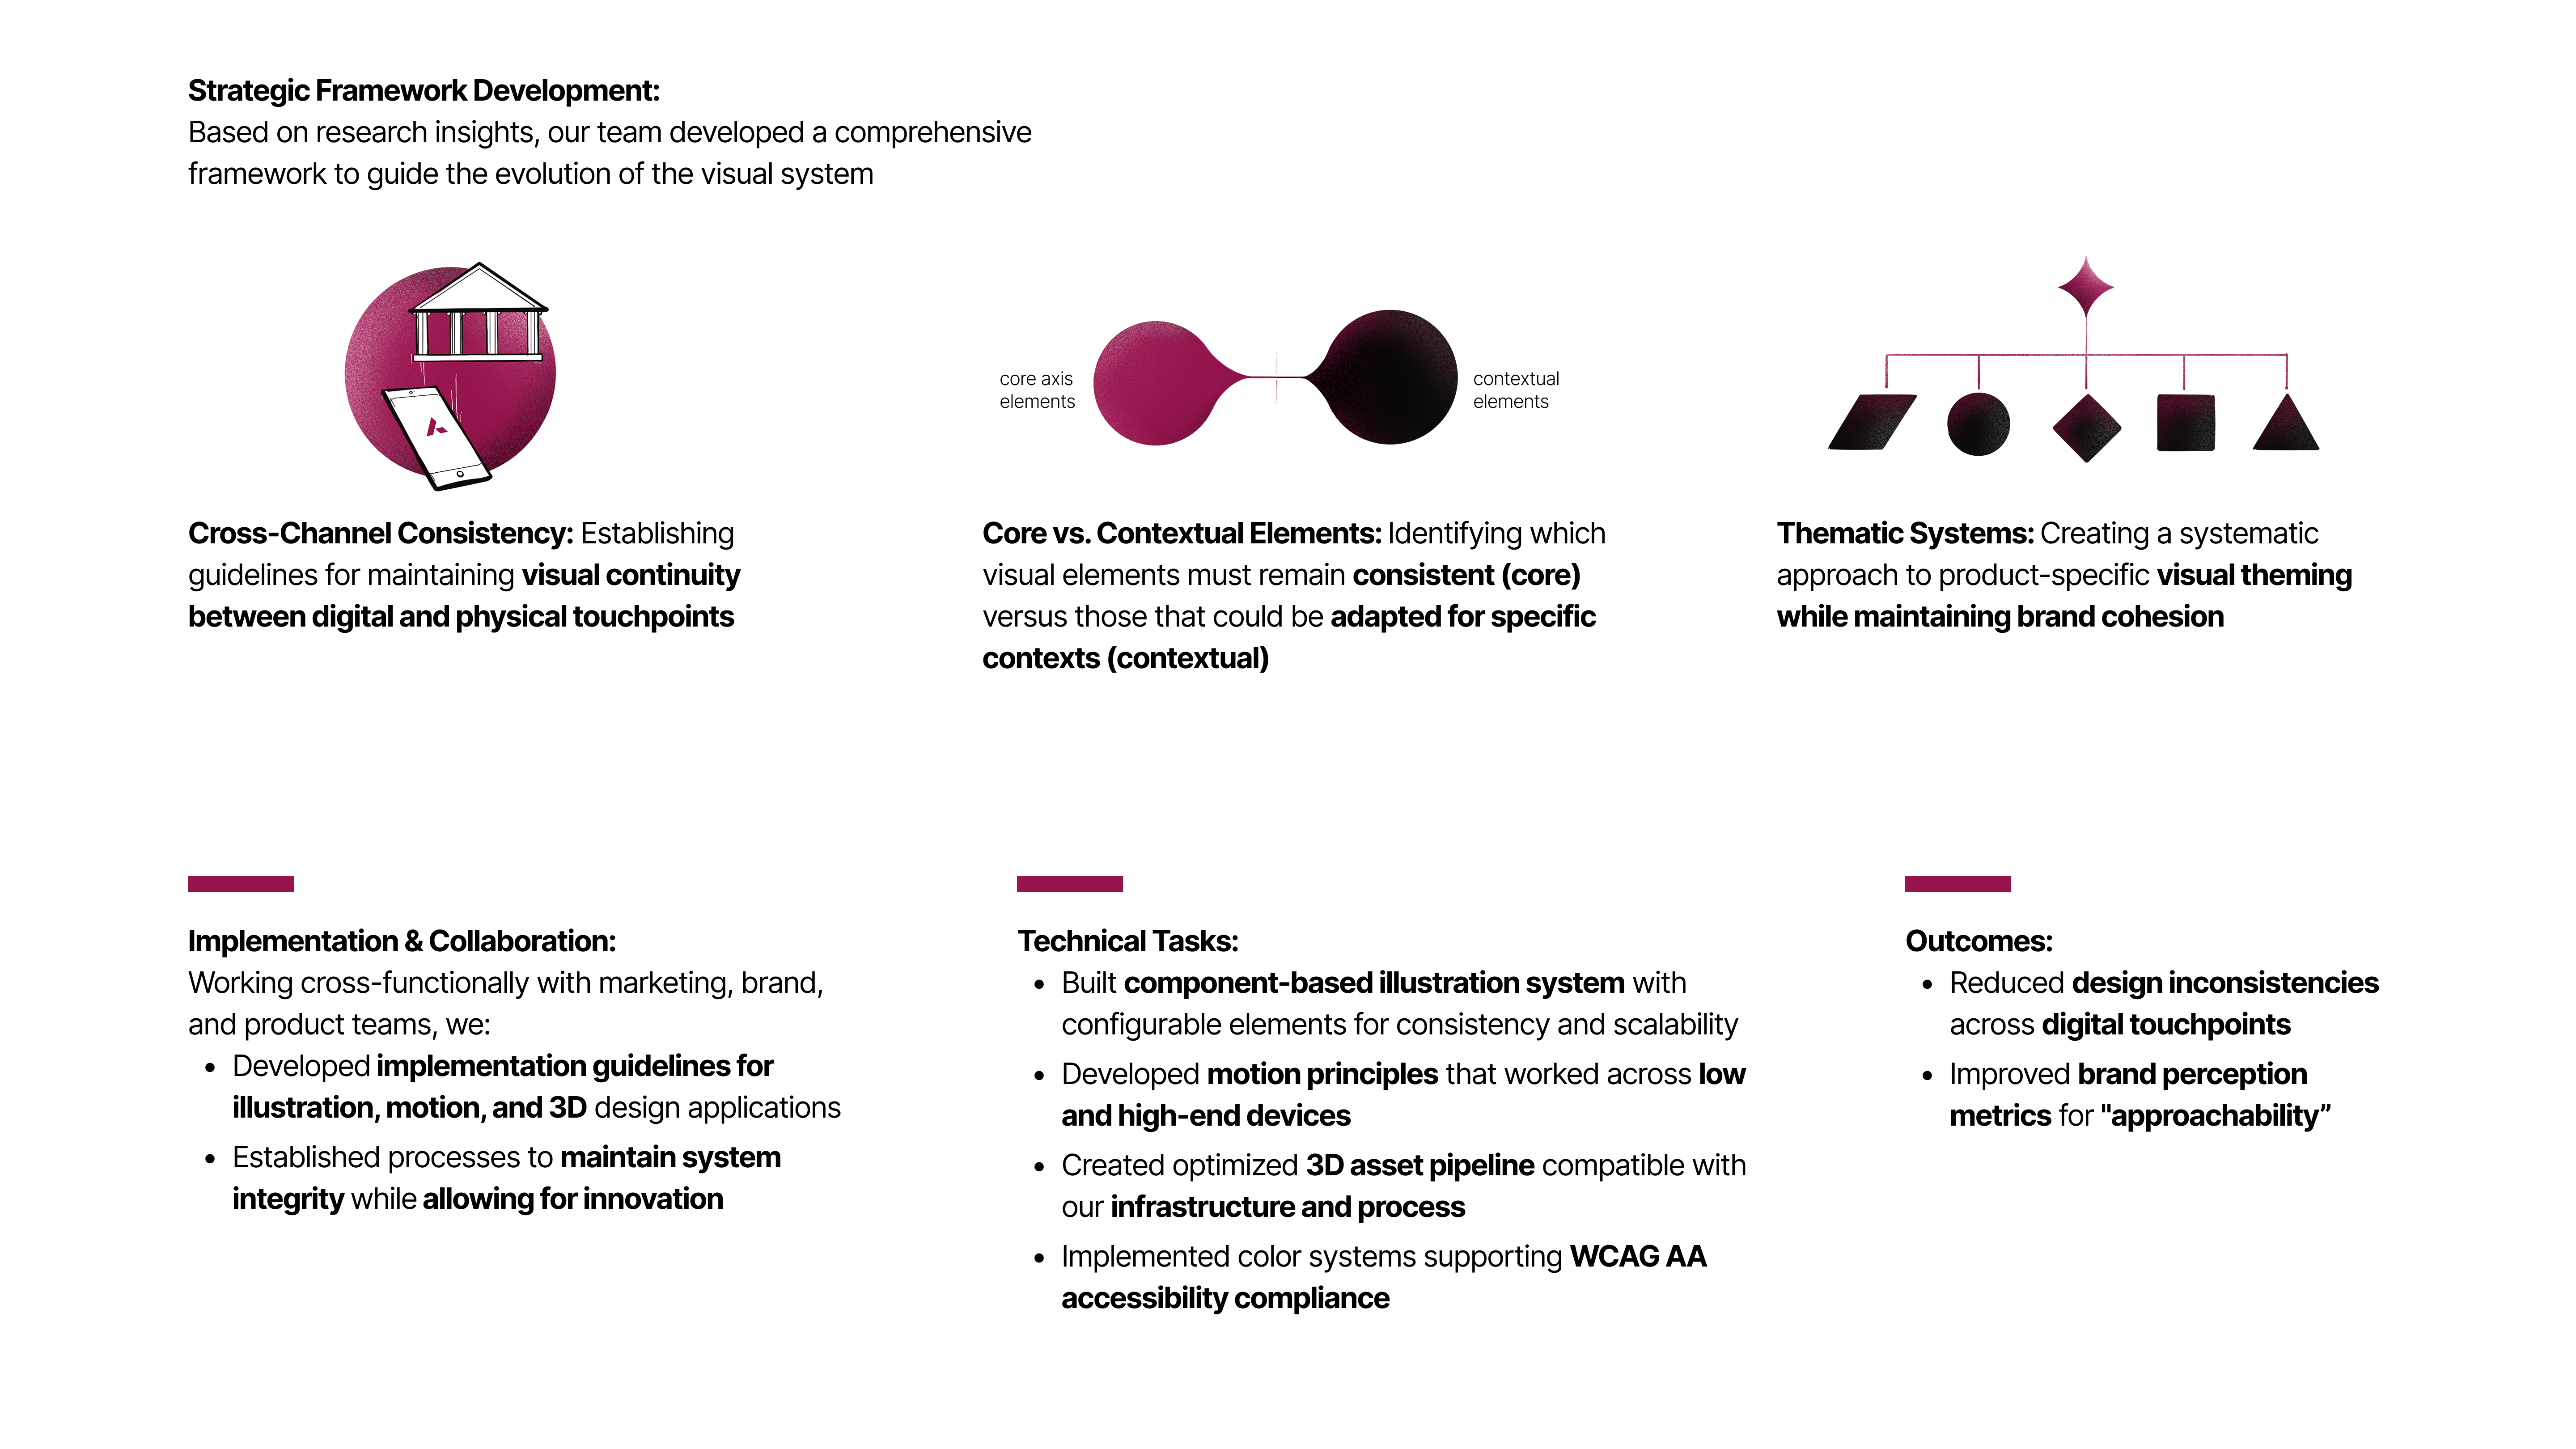 Strategic Framework Development:
Based on research insights, our team developed a comprehensive
framework to guide the evolution of the visual system
core axis
elements
contextual
elements
Cross-Channel Consistency: Establishing
guidelines for maintaining visual continuity
between digital and physical touchpoints
Core vs. Contextual Elements: Identifying which
visual elements must remain consistent (core)
versus those that could be adapted for specific
contexts (contextual)
Thematic Systems: Creating a systematic
approach to product-specific visual theming
while maintaining brand cohesion
Implementation & Collaboration:
Working cross-functionally with marketing, brand,
and product teams, we:
• Developed implementation guidelines for
illustration, motion, and 3D design applications
• Established processes to maintain system
integrity while allowing for innovation
Technical Tasks:
• Built component-based illustration system with
configurable elements for consistency and scalability
• Developed motion principles that worked across low
and high-end devices
• Created optimized 3D asset pipeline compatible with
our infrastructure and process
• Implemented color systems supporting WCAG AA
accessibility compliance
Outcomes:
• Reduced design inconsistencies
across digital touchpoints
• Improved brand perception
metrics for "approachability”